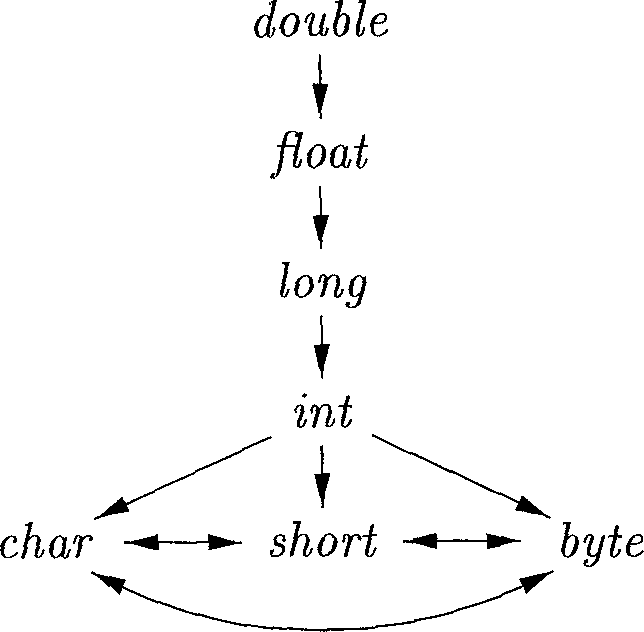 double
float
long
int
char short byte